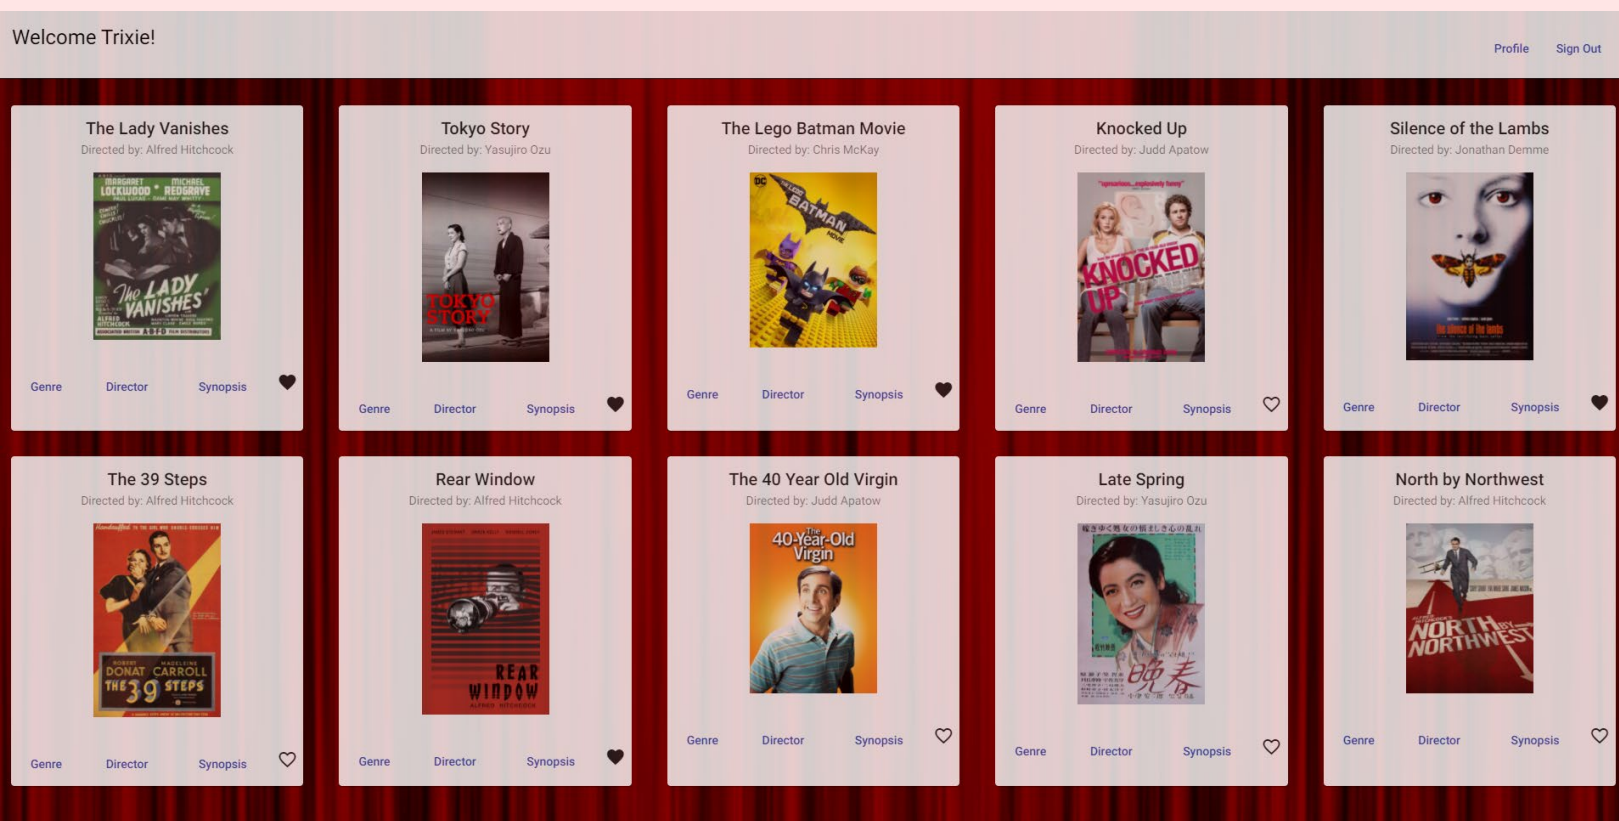 Welcome Trixie!
Profile Sign Out
The Lady Vanishes
Directed by: Alfred Hitchcock
MARGARET LOCKWOOD
MICHAEL REDGRAVE
The LADY VANISHES
ALFRED HITCHCOCK
Genre Director Synopsis
Tokyo Story
Directed by: Yasujiro Ozu
TOKYO
STORY
Genre Director Synopsis
The Lego Batman Movie
Directed by: Chris McKay
DC
BATMAN
MOVIE
Genre Director Synopsis
Knocked Up
Directed by: Judd Apatow
KNOCKED
UP
Genre Director Synopsis
Silence of the Lambs
Directed by: Jonathan Demme
the silence of the lambs
Genre Director Synopsis
The 39 Steps
Directed by: Alfred Hitchcock
ROBERT DONAT
MADELEINE CARROLL
THE 39 STEPS
Genre Director Synopsis
Rear Window
Directed by: Alfred Hitchcock
REAR
WINDOW
ALFRED HITCHCOCK
Genre Director Synopsis
The 40 Year Old Virgin
Directed by: Judd Apatow
The
40-Year-Old
Virgin
Genre Director Synopsis
Late Spring
Directed by: Yasujiro Ozu
晩春
Genre Director Synopsis
North by Northwest
Directed by: Alfred Hitchcock
NORTH BY
NORTHWEST
Genre Director Synopsis